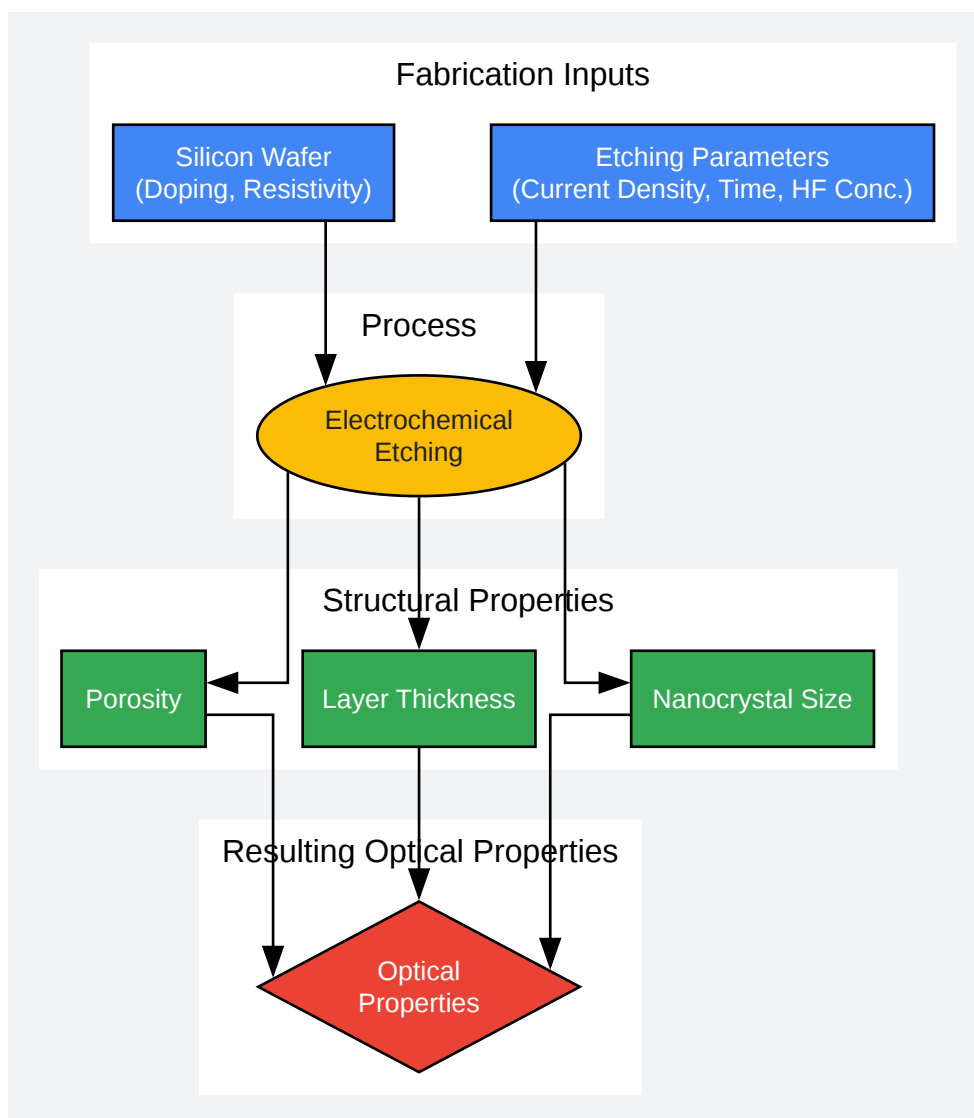 Fabrication Inputs
Silicon Wafer
(Doping, Resistivity)
Etching Parameters
(Current Density, Time, HF Conc.)
Process
Electrochemical
Etching
Structural Properties
Porosity
Layer Thickness
Nanocrystal Size
Resulting Optical Properties
Optical
Properties